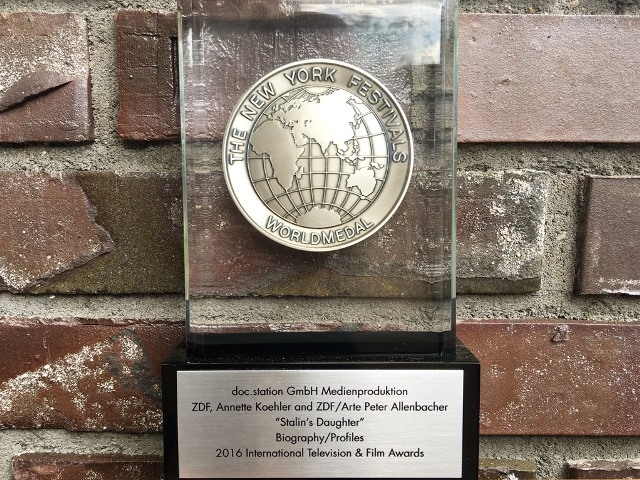 THE NEW YORK FESTIVALS
WORLDMEDAL
doc.station GmbH Medienproduktion
ZDF, Annette Koehler and ZDF/Arte Peter Allenbacher
"Stalin's Daughter"
Biography/Profiles
2016 International Television & Film Awards